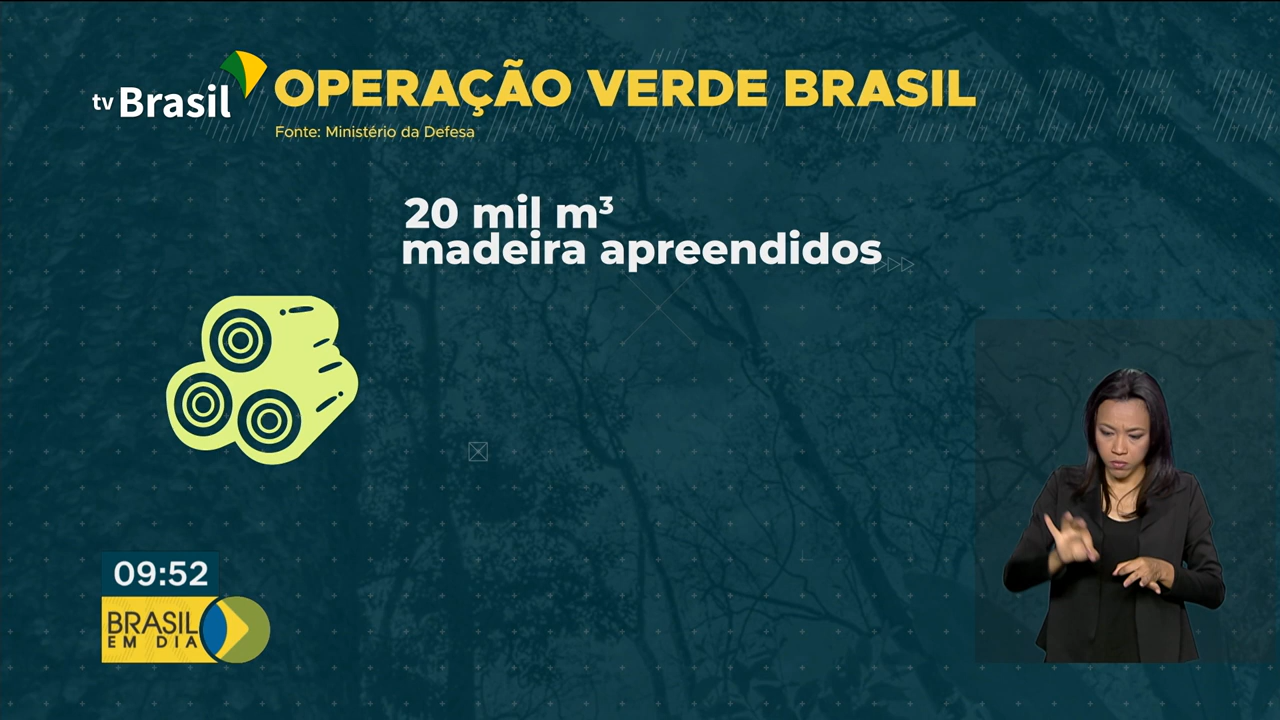 tv Brasil
OPERAÇÃO VERDE BRASIL
Fonte: Ministério da Defesa
20 mil m³
madeira apreendidos
09:52
BRASIL
EM DIA